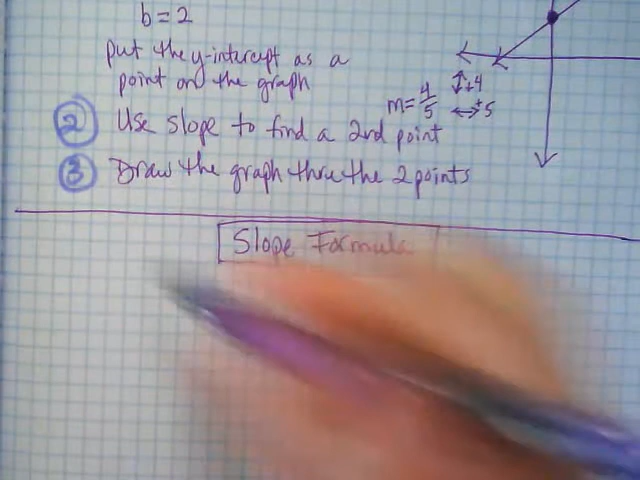 b = 2
put the y-intercept as a
point on the graph
m = 4/5 ↕+4 ↔+5
② Use slope to find a 2nd point
③ Draw the graph thru the 2 points
Slope Formula